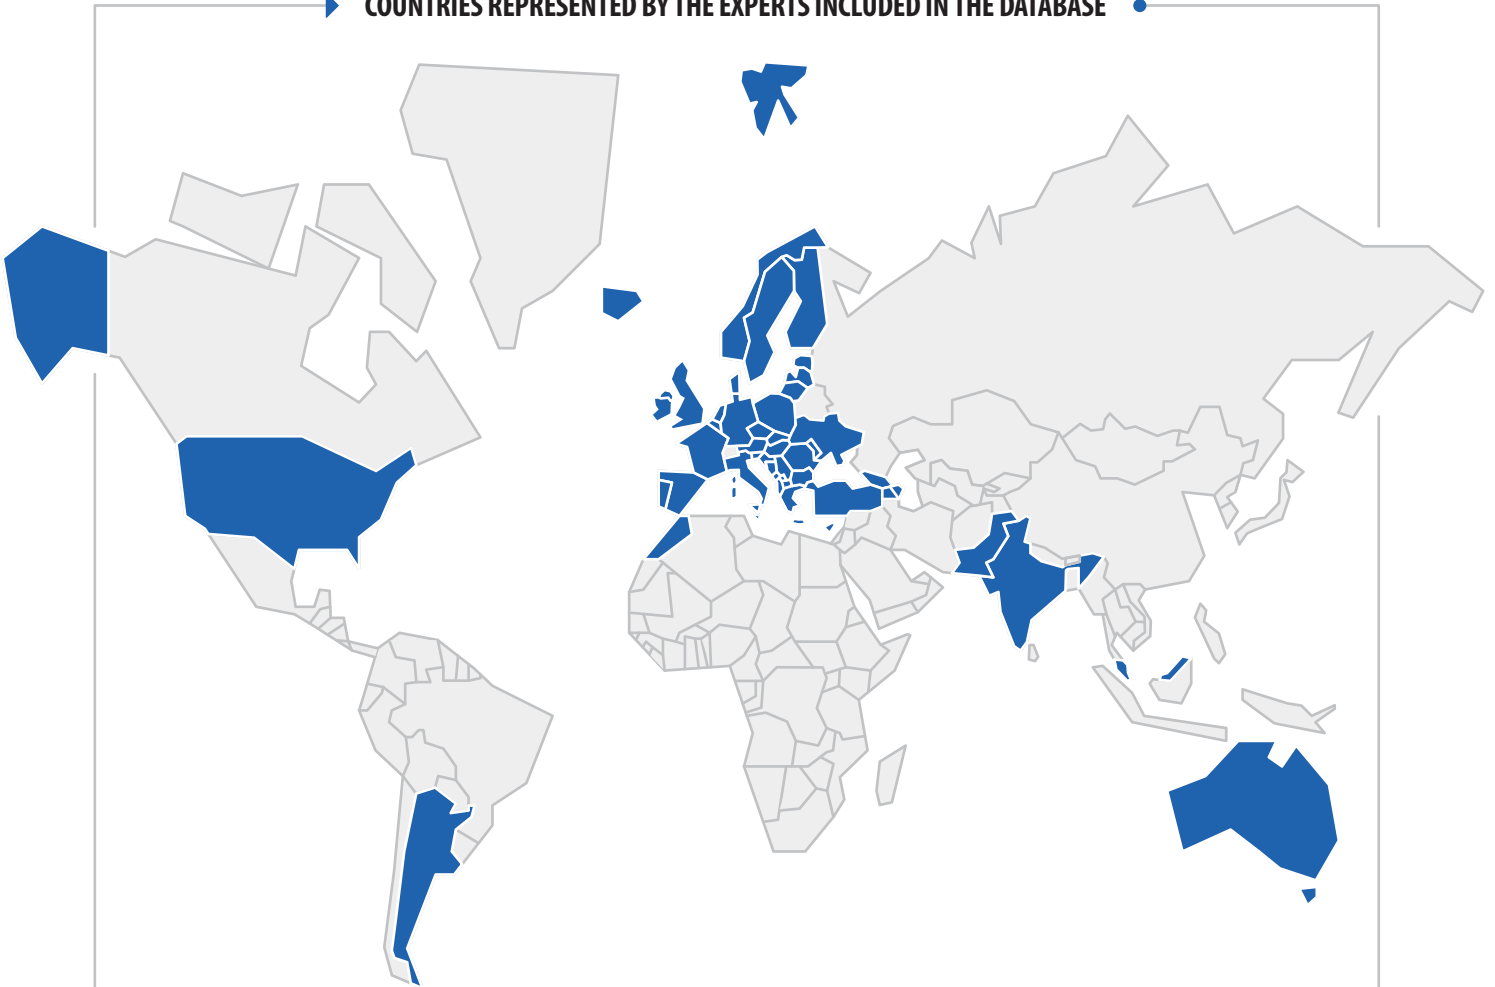 COUNTRIES REPRESENTED BY THE EXPERTS INCLUDED IN THE DATABASE